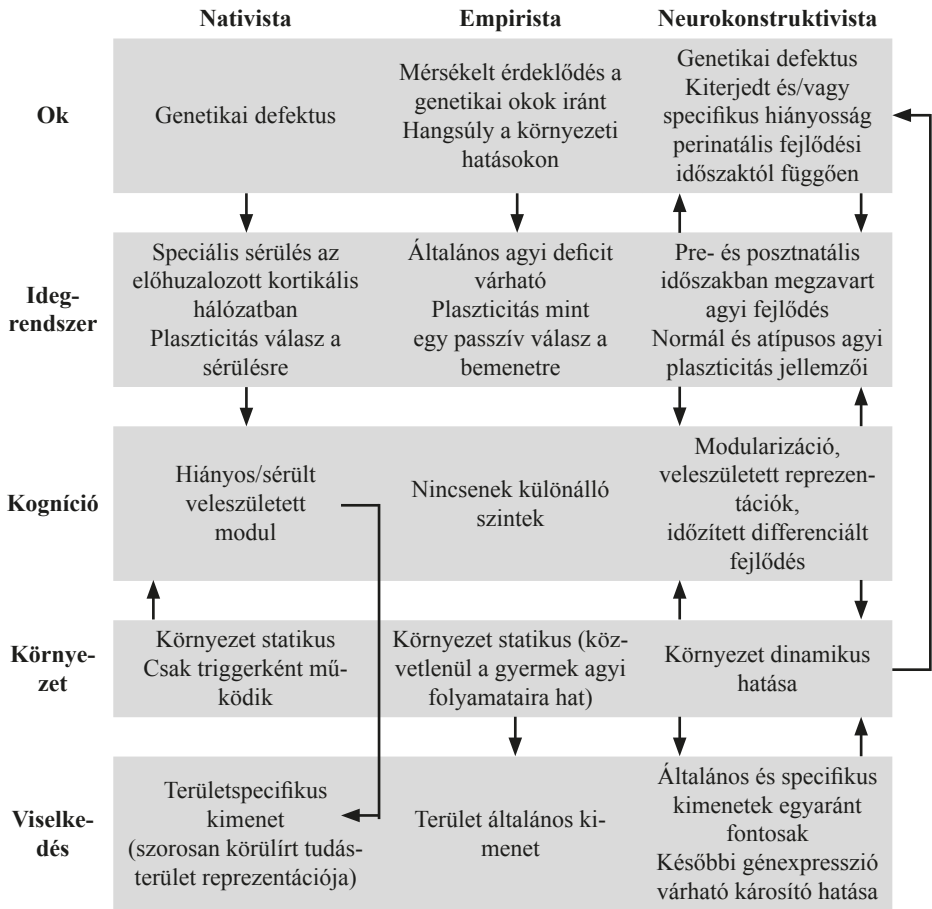 Nativista
Empirista
Neurokonstruktivista
Ok
Genetikai defektus
Mérsékelt érdeklődés a
genetikai okok iránt
Hangsúly a környezeti
hatásokon
Genetikai defektus
Kiterjedt és/vagy
specifikus hiányosság
perinatális fejlődési
időszaktól függően
Ideg-
rendszer
Speciális sérülés az
előhuzalozott kortikális
hálózatban
Plaszticitás válasz a
sérülésre
Általános agyi deficit
várható
Plaszticitás mint
egy passzív válasz a
bemenetre
Pre- és posztnatális
időszakban megzavart
agyi fejlődés
Normál és atípusos agyi
plaszticitás jellemzői
Kogníció
Hiányos/sérült
veleszületett
modul
Nincsenek különálló
szintek
Modularizáció,
veleszületett reprezen-
tációk,
időzített differenciált
fejlődés
Környe-
zet
Környezet statikus
Csak triggerként mű-
ködik
Környezet statikus (köz-
vetlenül a gyermek agyi
folyamataira hat)
Környezet dinamikus
hatása
Viselke-
dés
Területspecifikus
kimenet
(szorosan körülírt tudás-
terület reprezentációja)
Terület általános ki-
menet
Általános és specifikus
kimenetek egyaránt
fontosak
Későbbi génexpresszió
várható károsító hatása